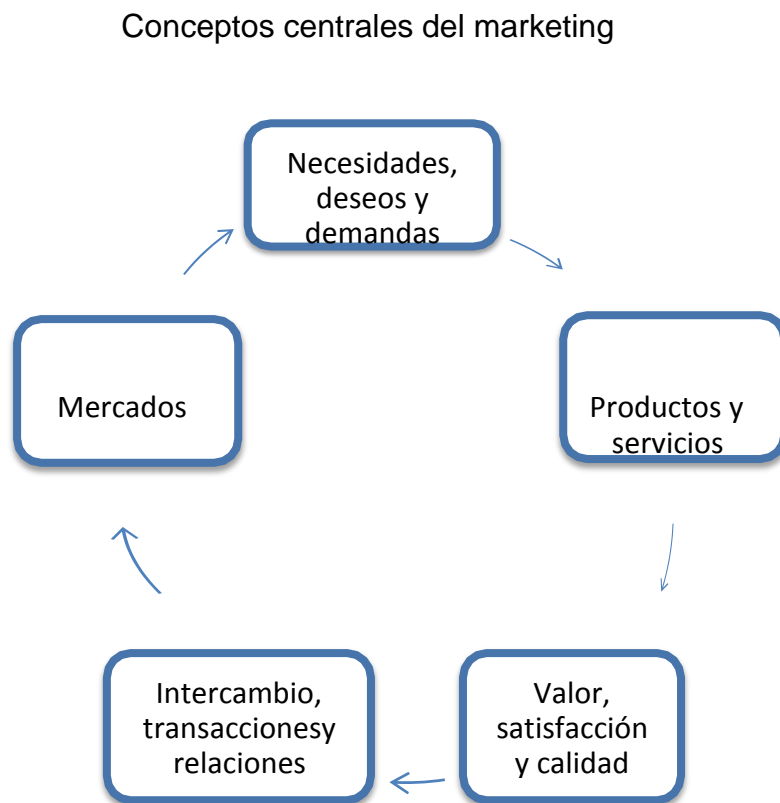 Conceptos centrales del marketing
Necesidades,
deseos y
demandas
Productos y
servicios
Valor,
satisfacción
y calidad
Intercambio,
transaccionesy
relaciones
Mercados